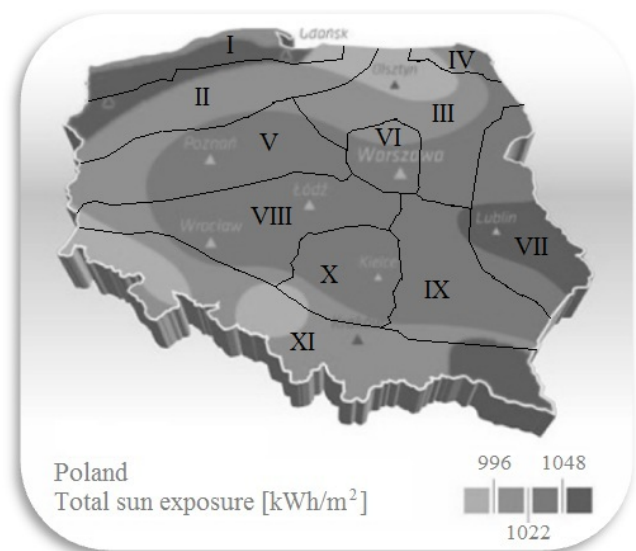 I
Gdańsk
IV
Olsztyn
II
III
VI
V
Poznań
Warszawa
Łódź
VIII
Wrocław
Lublin
VII
X
Kielce
IX
XI
Poland
Total sun exposure [kWh/m²]
996
1048
1022